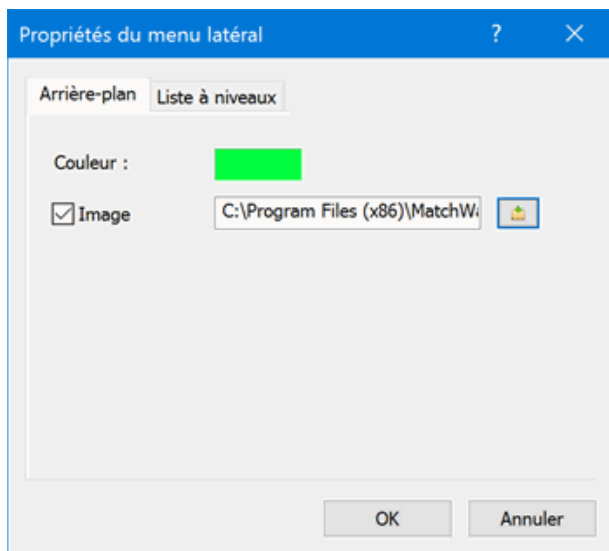 Propriétés du menu latéral ?
Arrière-plan Liste à niveaux
Couleur :
Image C:\Program Files (x86)\MatchWa
OK Annuler